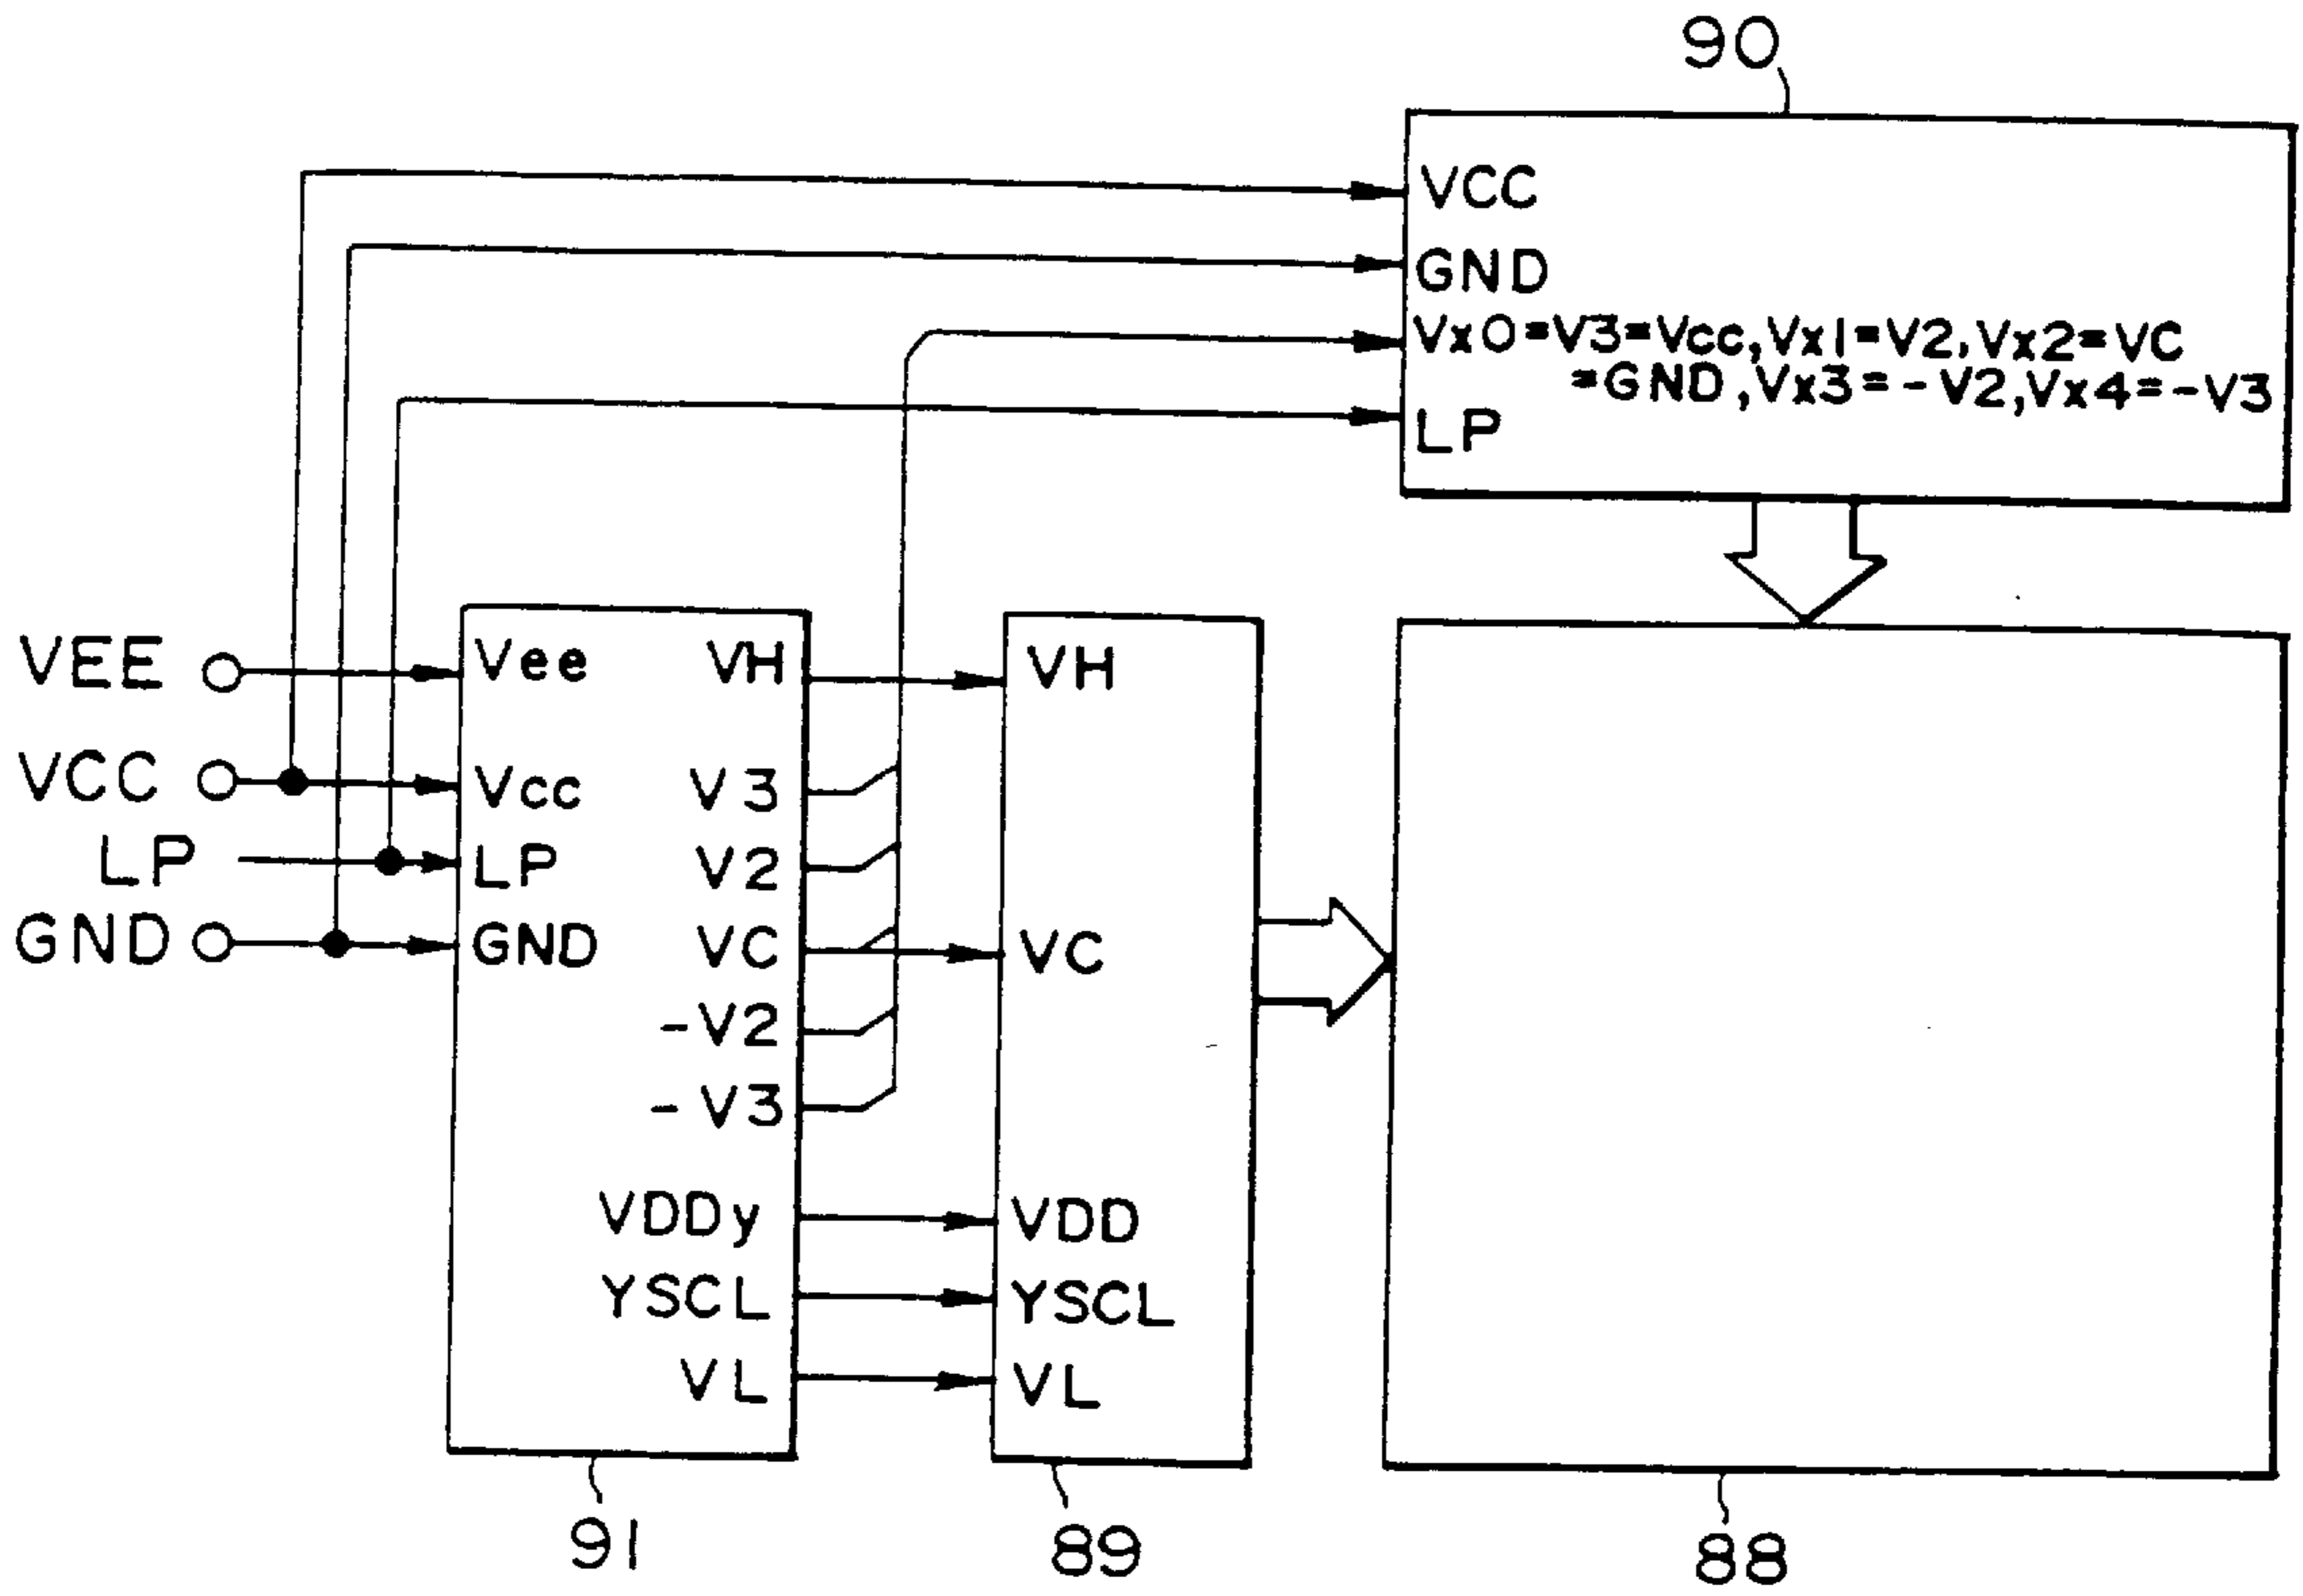 90
VCC
GND
Vx0=V3=Vcc,Vx1=V2,Vx2=VC
=GND,Vx3=-V2,Vx4=-V3
LP
VEE
VCC
LP
GND
Vee
Vcc
LP
GND
VH
V3
V2
VC
-V2
-V3
VDDy
YSCL
VL
VH
VC
VDD
YSCL
VL
91
89
88